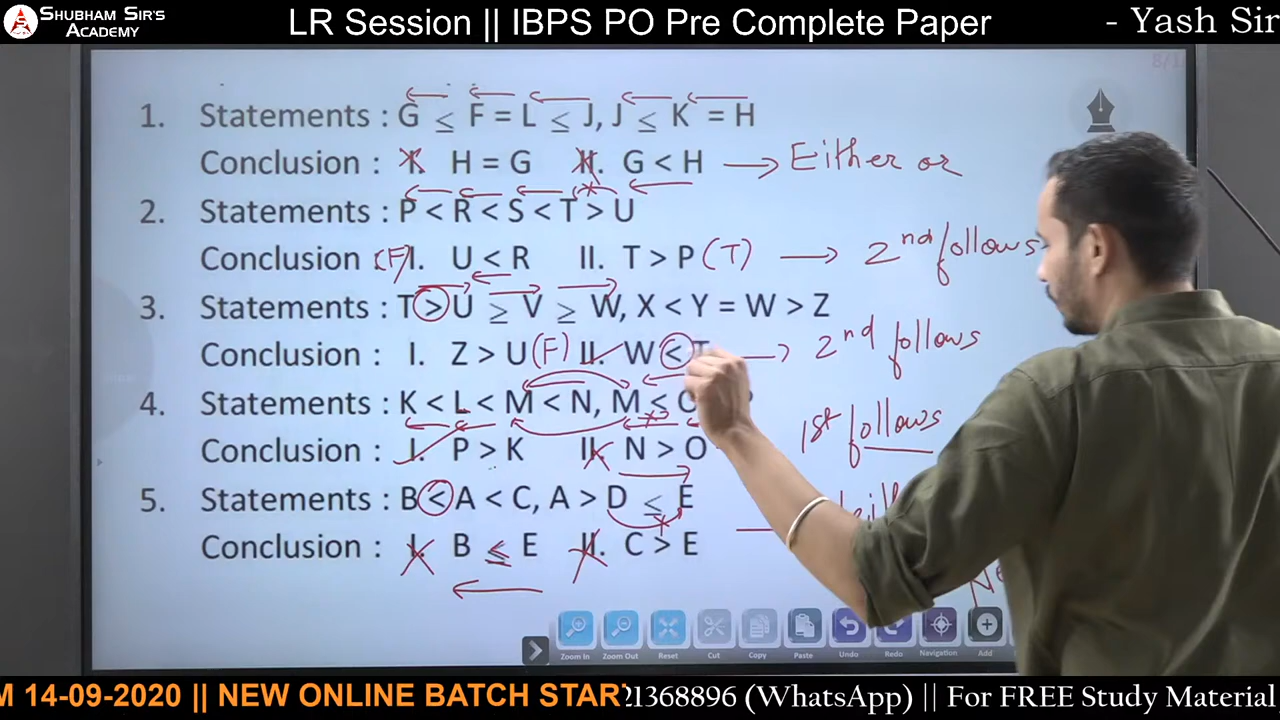 SHUBHAM SIR'S
ACADEMY
LR Session || IBPS PO Pre Complete Paper
- Yash Sir
8/1
1. Statements : G ≤ F = L ≤ J, J ≤ K = H
Conclusion : I. H = G II. G < H → Either or
2. Statements : P < R < S < T > U
Conclusion : (F) I. U < R II. T > P (T) → 2nd follows
3. Statements : T > U ≥ V ≥ W, X < Y = W > Z
I. Z > U (F) II. W < → 2nd follows
4. Statements : K < L < M < N, M <
Conclusion : I. P > K II. N > O 1st follows
5. Statements : B < A < C, A > D ≤ E
Conclusion : I. B ≤ E II. C > E
Zoom In Zoom Out Reset Cut Copy Paste Undo Redo Navigation Add
M 14-09-2020 || NEW ONLINE BATCH STAR 21368896 (WhatsApp) || For FREE Study Material,